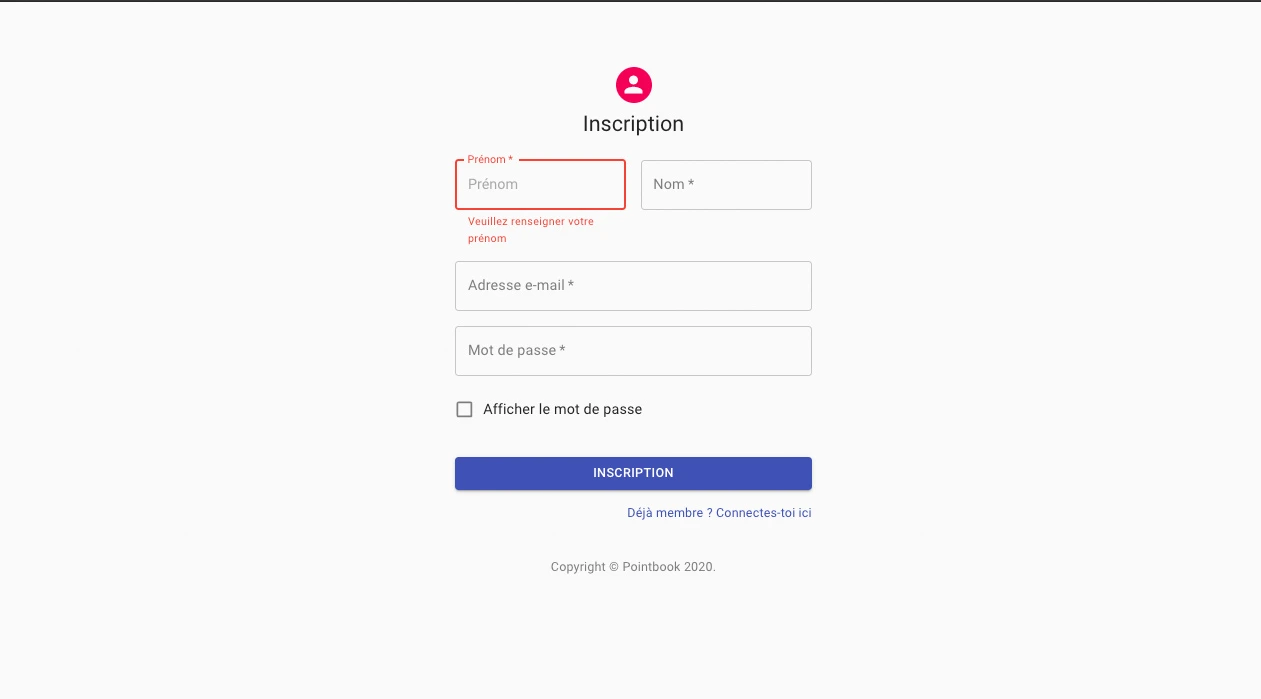 Inscription
Prénom *
Prénom
Nom *
Veuillez renseigner votre
prénom
Adresse e-mail *
Mot de passe *
Afficher le mot de passe
INSCRIPTION
Déjà membre ? Connectes-toi ici
Copyright © Pointbook 2020.